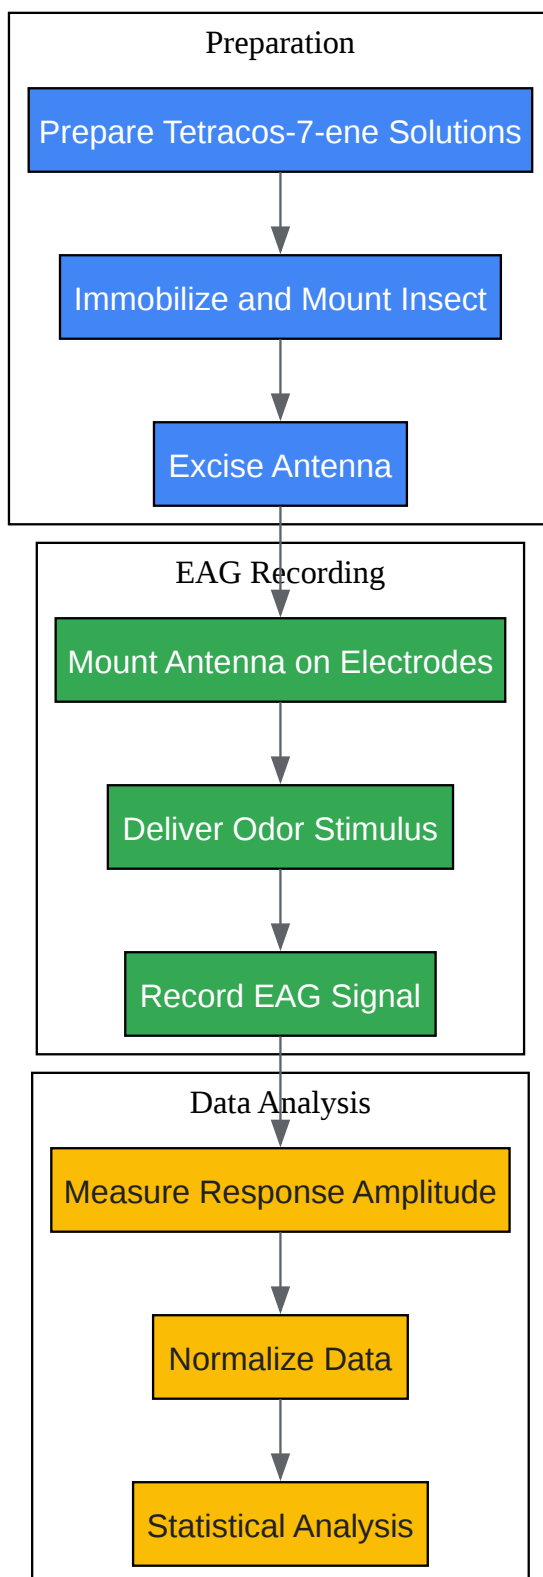 Preparation
Prepare Tetracos-7-ene Solutions
Immobilize and Mount Insect
Excise Antenna
EAG Recording
Mount Antenna on Electrodes
Deliver Odor Stimulus
Record EAG Signal
Data Analysis
Measure Response Amplitude
Normalize Data
Statistical Analysis